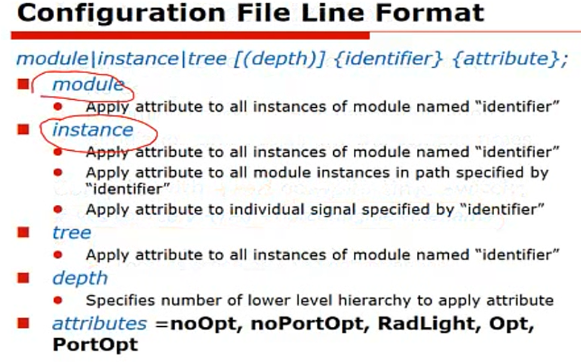 Configuration File Line Format
module|instance|tree [(depth)] {identifier} {attribute};
module
Apply attribute to all instances of module named “identifier”
instance
Apply attribute to all instances of module named “identifier”
Apply attribute to all module instances in path specified by
“identifier”
Apply attribute to individual signal specified by “identifier”
tree
Apply attribute to all instances of module named “identifier”
depth
Specifies number of lower level hierarchy to apply attribute
attributes =noOpt, noPortOpt, RadLight, Opt,
PortOpt